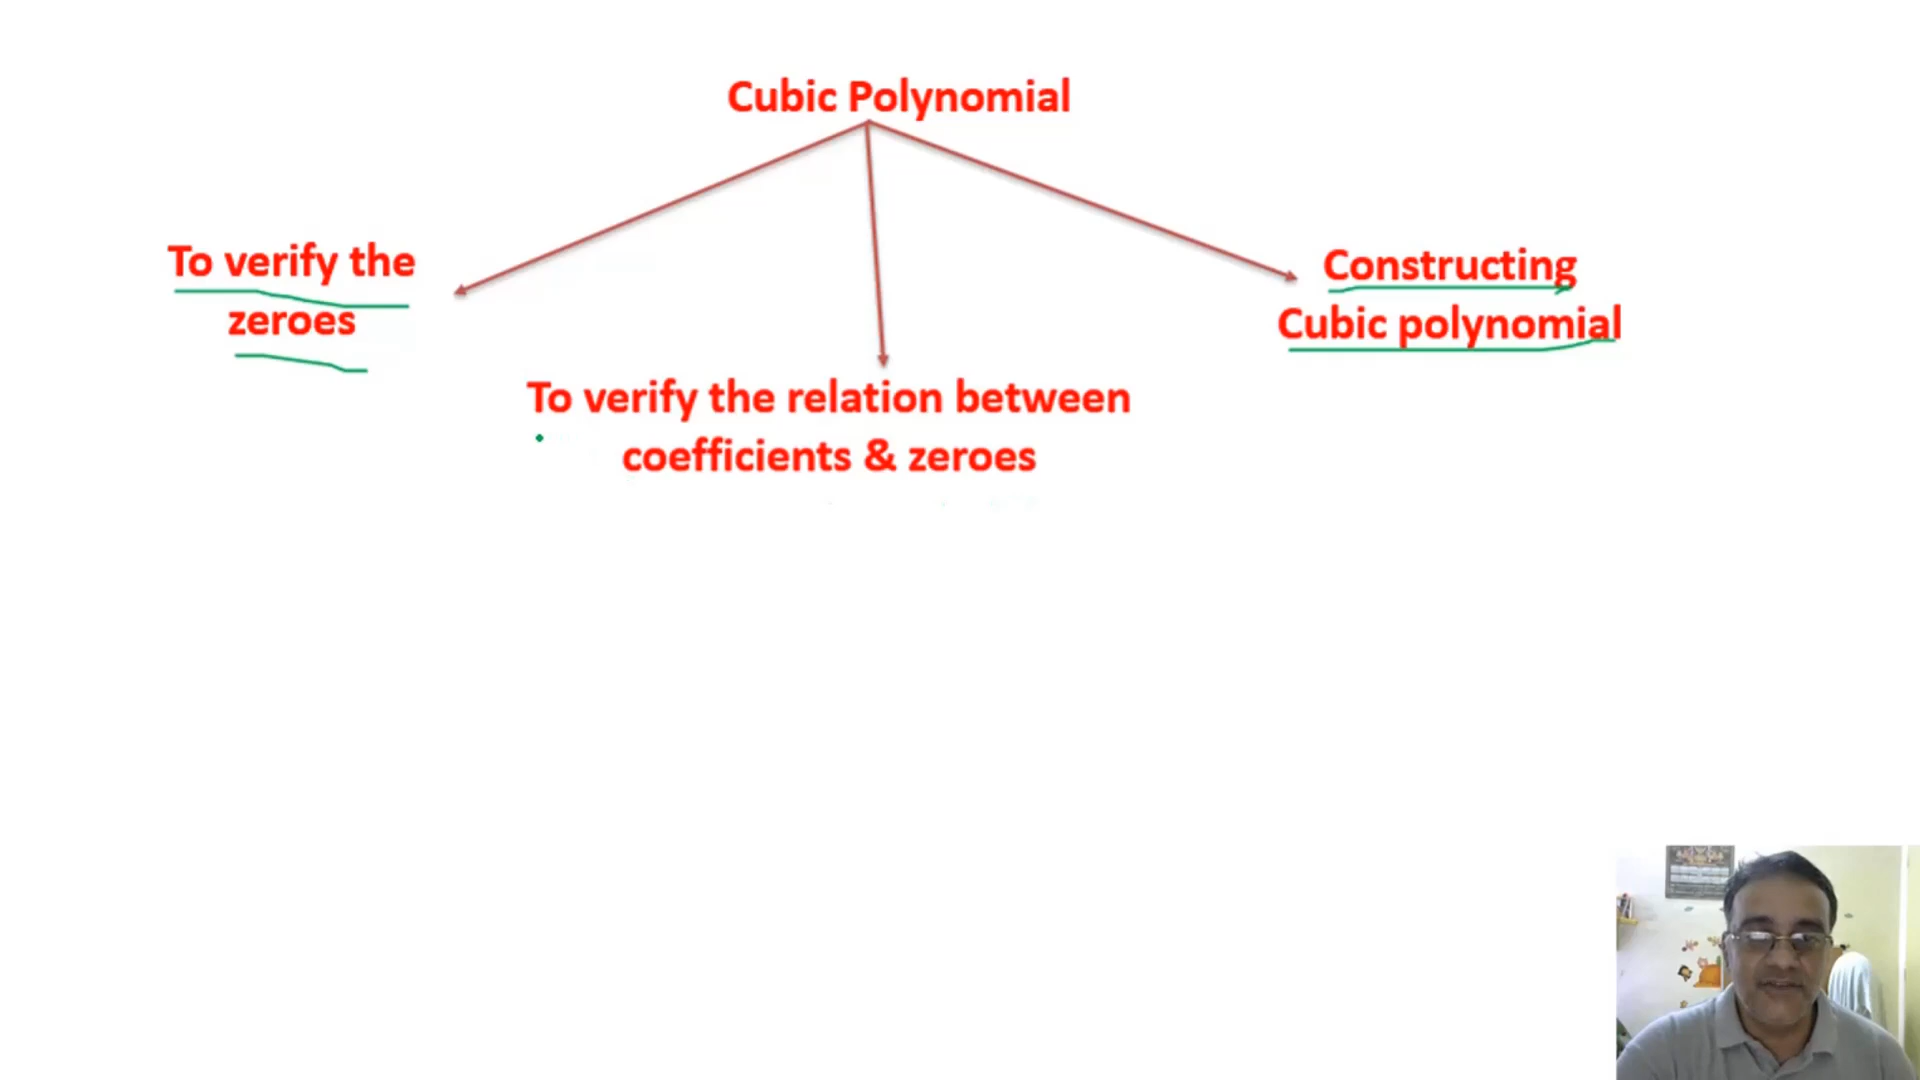 Cubic Polynomial
To verify the
zeroes
Constructing
Cubic polynomial
To verify the relation between
coefficients & zeroes